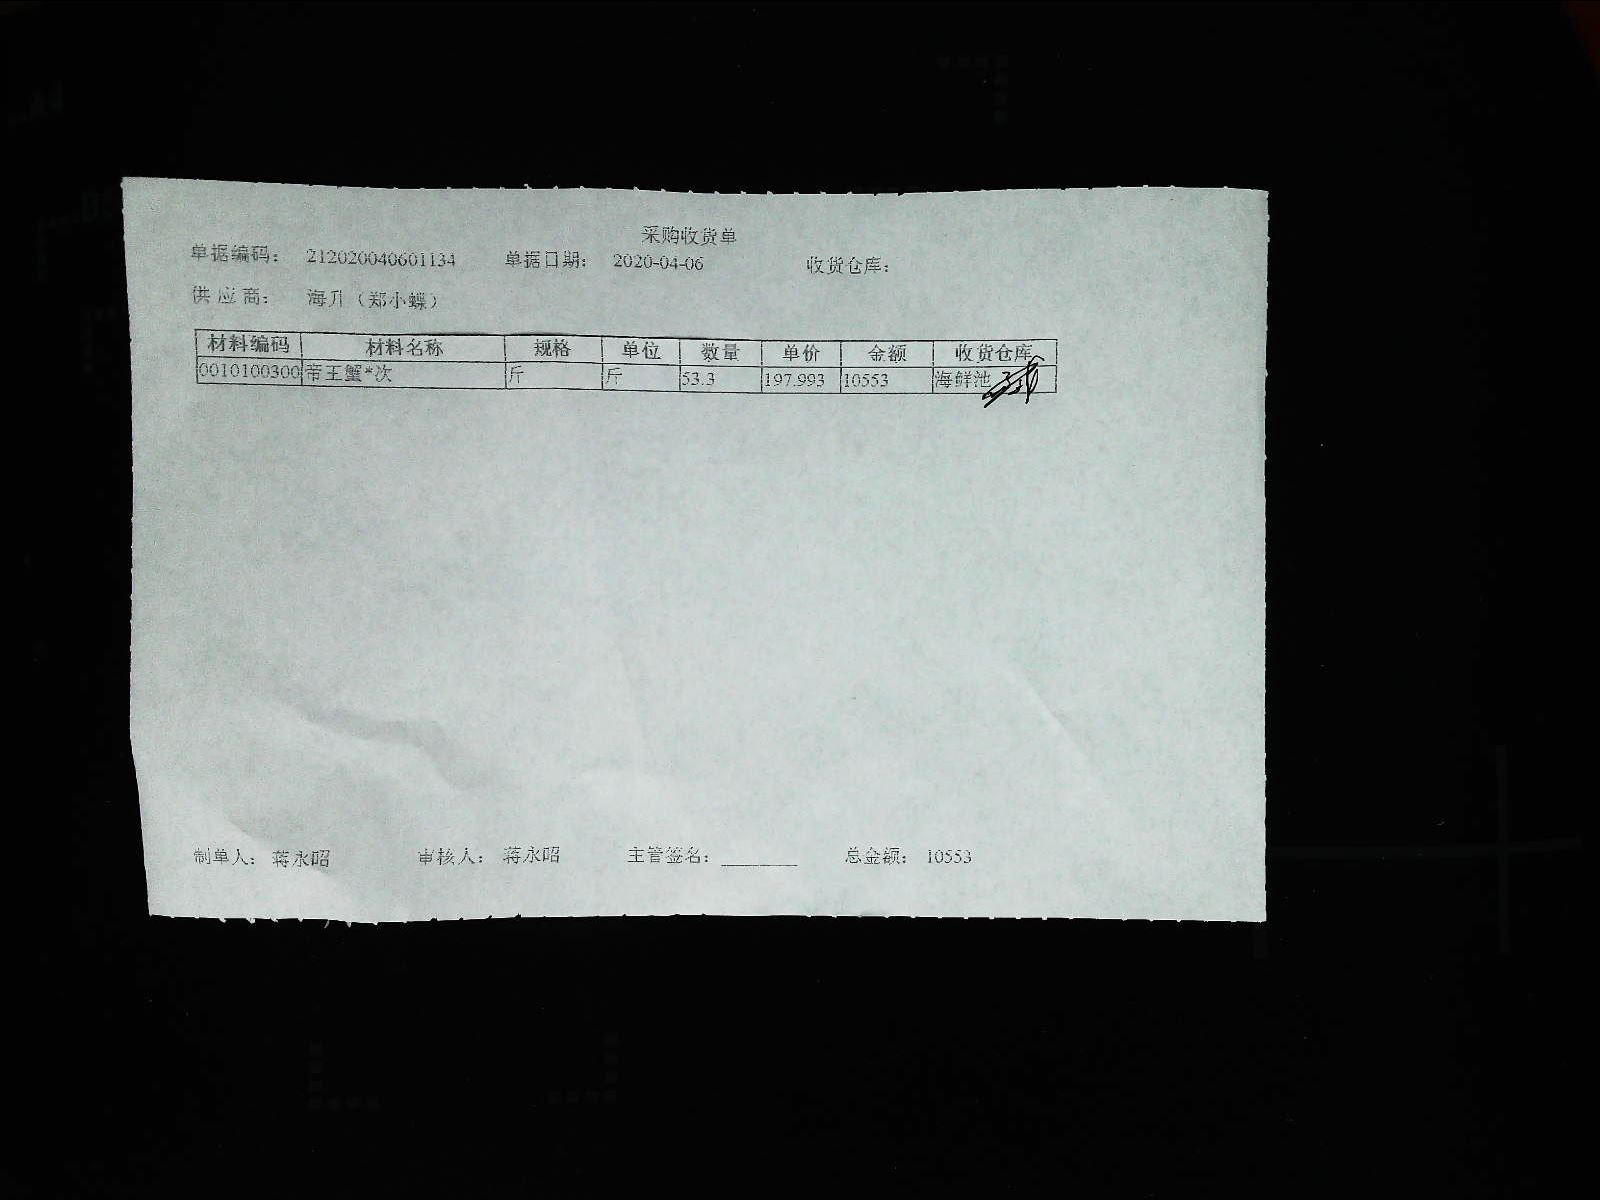 采购收货单
单据编码： 212020040601134 单据日期： 2020-04-06 收货仓库：
供应商： 海升（郑小蝶）
材料编码 材料名称 规格 单位 数量 单价 金额 收货仓库
0010100300 帝王蟹*次 斤 斤 53.3 197.993 10553 海鲜池
制单人： 蒋永昭 审核人： 蒋永昭 主管签名： 总金额： 10553